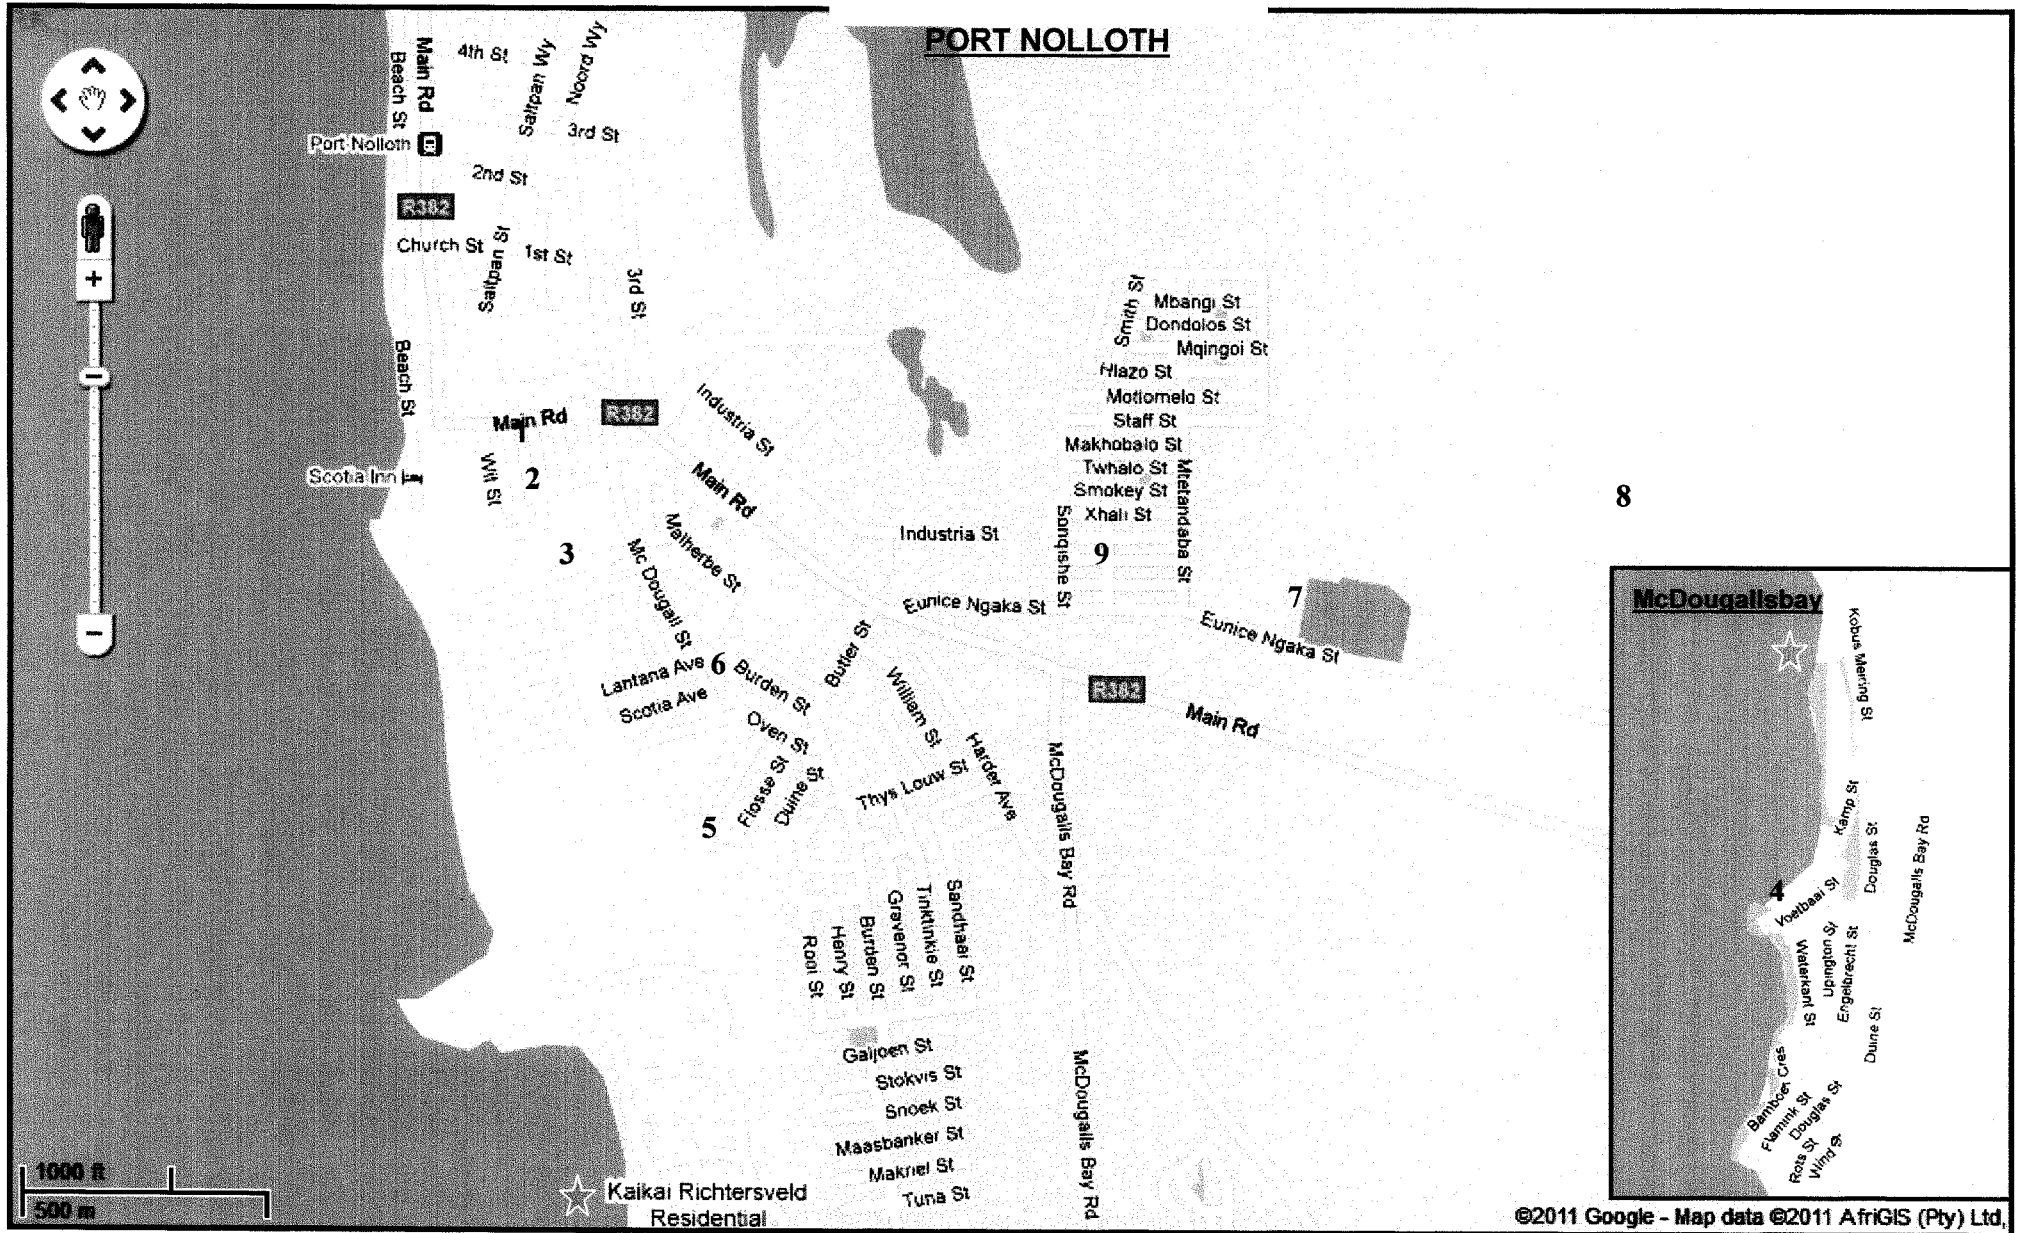 PORT NOLLOTH
4th St
Main Rd
Beach St
Saltpan Wy
Noord Wy
3rd St
Port Nolloth
2nd St
R382
Church St
Saltpan St
1st St
3rd St
Beach St
Main Rd
R382
Industria St
1
Scotia Inn
Wit St
2
Main Rd
3
Mc Dougall St
Malherbe St
Smith St
Mbangi St
Dondolos St
Mqingoi St
Hlazo St
Motlomelo St
Staff St
Makhobalo St
Twhalo St
Smokey St
Xhali St
Mtetandaba St
Sonqishe St
Industria St
9
8
7
Eunice Ngaka St
Eunice Ngaka St
Lantana Ave
6
Burden St
Butler St
Scotia Ave
William St
R382
Main Rd
Oven St
Flosse St
Duine St
5
Thys Louw St
Harder Ave
McDougalls Bay Rd
Rooi St
Henry St
Burden St
Gravenor St
Tinktinkie St
Sandhaai St
Galjoen St
Stokvis St
Snoek St
Maasbanker St
Makriel St
Tuna St
McDougalls Bay Rd
McDougallsbay
Kobus Mering St
Kamp St
Douglas St
McDougalls Bay Rd
4
Voetbaai St
Waterkant St
Upington St
Engelbrecht St
Duine St
Bamboes Cres
Flamink St
Douglas St
Rots St
Wind St
1000 ft
500 m
Kaikai Richtersveld
Residential
©2011 Google - Map data ©2011 AfriGIS (Pty) Ltd,